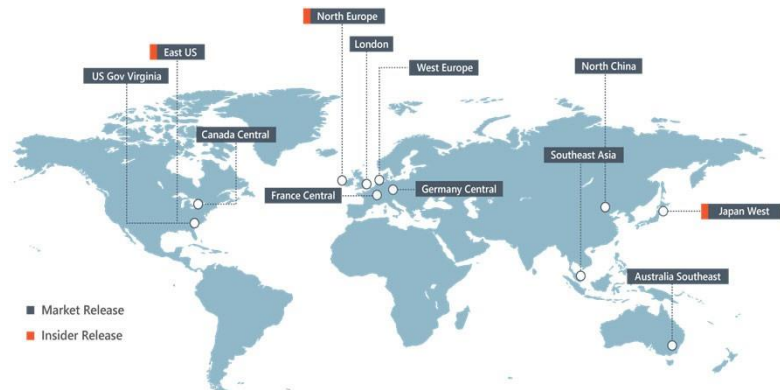 North Europe
London
East US
West Europe
North China
US Gov Virginia
Canada Central
Southeast Asia
France Central
Germany Central
Japan West
Australia Southeast
Market Release
Insider Release